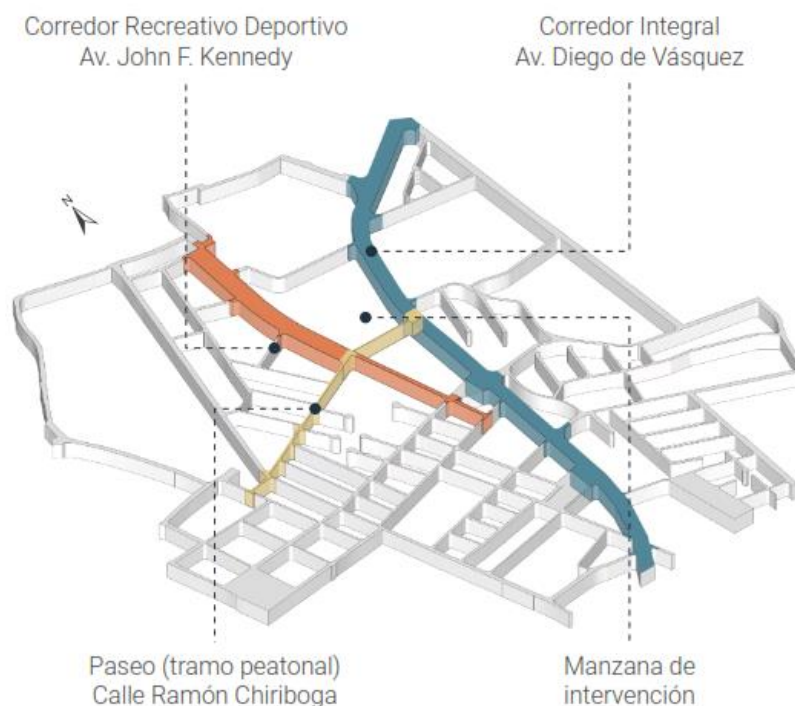 Corredor Recreativo Deportivo
Av. John F. Kennedy
Corredor Integral
Av. Diego de Vásquez
N
Paseo (tramo peatonal)
Calle Ramón Chiriboga
Manzana de
intervención